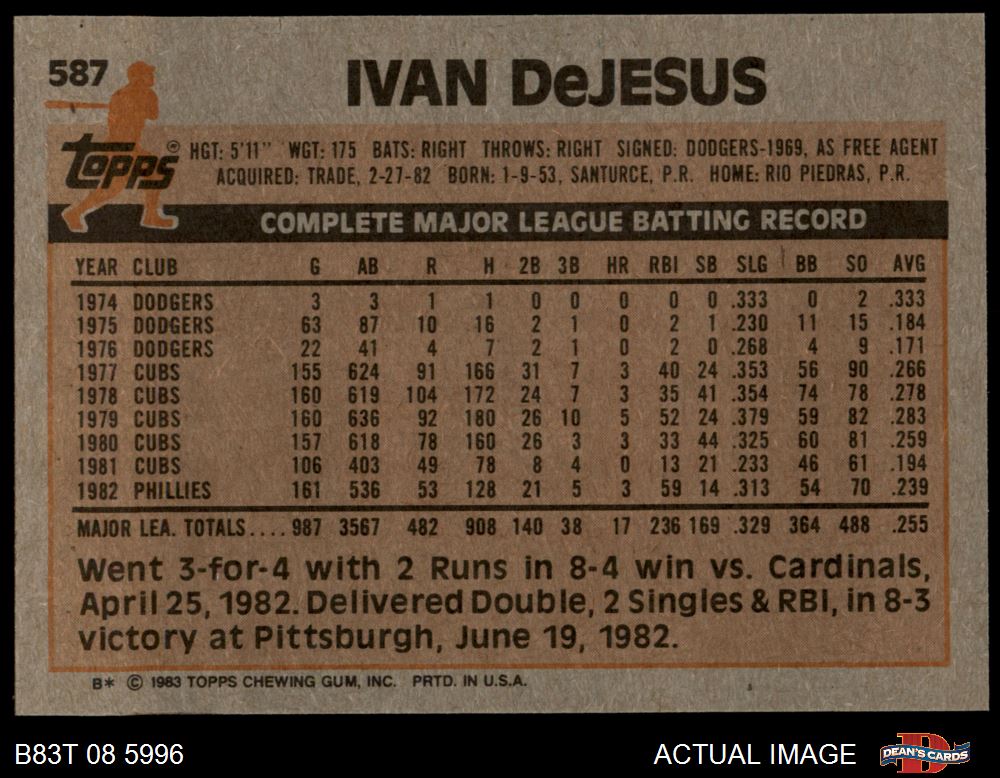 587
IVAN DeJESUS
topps®
HGT: 5'11" WGT: 175 BATS: RIGHT THROWS: RIGHT SIGNED: DODGERS-1969, AS FREE AGENT
ACQUIRED: TRADE, 2-27-82 BORN: 1-9-53, SANTURCE, P.R. HOME: RIO PIEDRAS, P.R.
COMPLETE MAJOR LEAGUE BATTING RECORD
YEAR CLUB G AB R H 2B 3B HR RBI SB SLG BB SO AVG
1974 DODGERS 3 3 1 1 0 0 0 0 0 .333 0 2 .333
1975 DODGERS 63 87 10 16 2 1 0 2 1 .230 11 15 .184
1976 DODGERS 22 41 4 7 2 1 0 2 0 .268 4 9 .171
1977 CUBS 155 624 91 166 31 7 3 40 24 .353 56 90 .266
1978 CUBS 160 619 104 172 24 7 3 35 41 .354 74 78 .278
1979 CUBS 160 636 92 180 26 10 5 52 24 .379 59 82 .283
1980 CUBS 157 618 78 160 26 3 3 33 44 .325 60 81 .259
1981 CUBS 106 403 49 78 8 4 0 13 21 .233 46 61 .194
1982 PHILLIES 161 536 53 128 21 5 3 59 14 .313 54 70 .239
MAJOR LEA. TOTALS.... 987 3567 482 908 140 38 17 236 169 .329 364 488 .255
Went 3-for-4 with 2 Runs in 8-4 win vs. Cardinals,
April 25, 1982. Delivered Double, 2 Singles & RBI, in 8-3
victory at Pittsburgh, June 19, 1982.
B* © 1983 TOPPS CHEWING GUM, INC. PRTD. IN U.S.A.
B83T 08 5996
ACTUAL IMAGE
DEAN'S CARDS